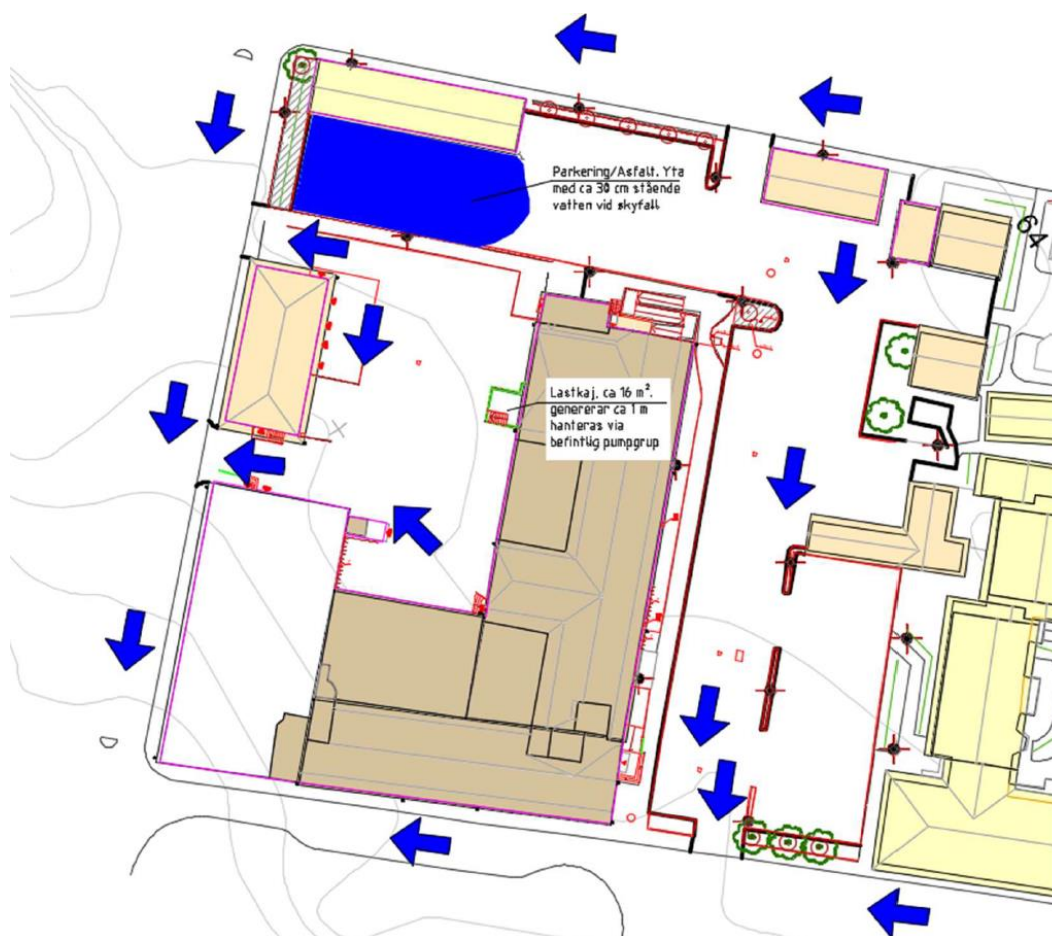 Parkering/Asfalt. Yta
med ca 30 cm stående
vatten vid skyfall
64
Lastkaj, ca 16 m².
genererar ca 1 m
hanteras via
befintlig pumpgrup